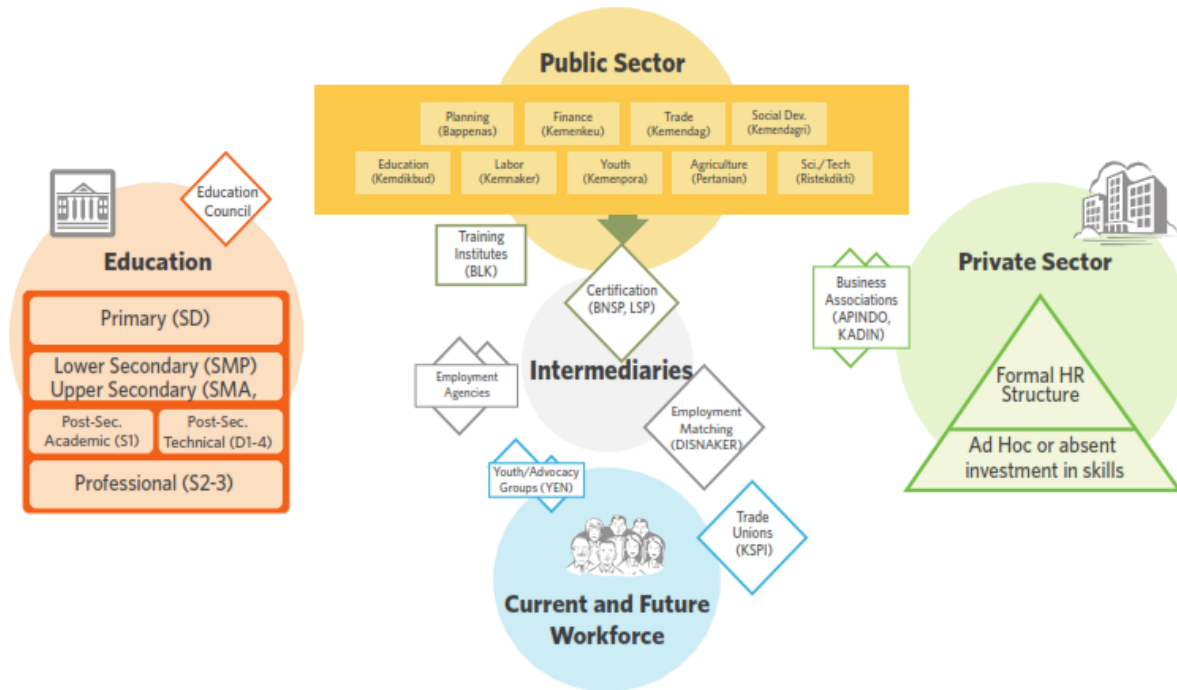 Public Sector
Planning
(Bappenas)
Finance
(Kemenkeu)
Trade
(Kemendag)
Social Dev.
(Kemendagri)
Education
(Kemdikbud)
Labor
(Kemnaker)
Youth
(Kemenpora)
Agriculture
(Pertanian)
Sci./Tech
(Ristekdikti)
Education
Council
Education
Primary (SD)
Lower Secondary (SMP)
Upper Secondary (SMA,
Post-Sec.
Academic (S1)
Post-Sec.
Technical (D1-4)
Professional (S2-3)
Training
Institutes
(BLK)
Certification
(BNSP, LSP)
Intermediaries
Employment
Agencies
Employment
Matching
(DISNAKER)
Business
Associations
(APINDO,
KADIN)
Private Sector
Formal HR
Structure
Ad Hoc or absent
investment in skills
Youth/Advocacy
Groups (YEN)
Trade
Unions
(KSPI)
Current and Future
Workforce